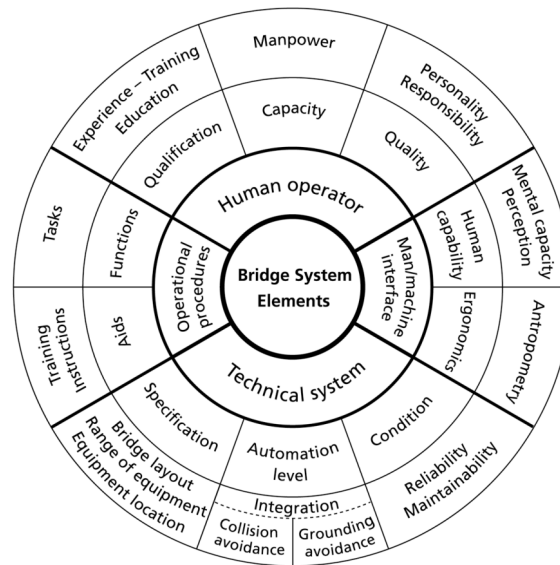 Bridge System
Elements
Human operator
Man/machine
interface
Technical system
Operational
procedures
Qualification
Capacity
Quality
Human
capability
Ergonomics
Condition
Automation
level
Specification
Aids
Functions
Experience – Training
Education
Manpower
Personality
Responsibility
Mental capacity
Perception
Antropometry
Reliability
Maintainability
Integration
Collision
avoidance
Grounding
avoidance
Bridge layout
Range of equipment
Equipment location
Training
Instructions
Tasks